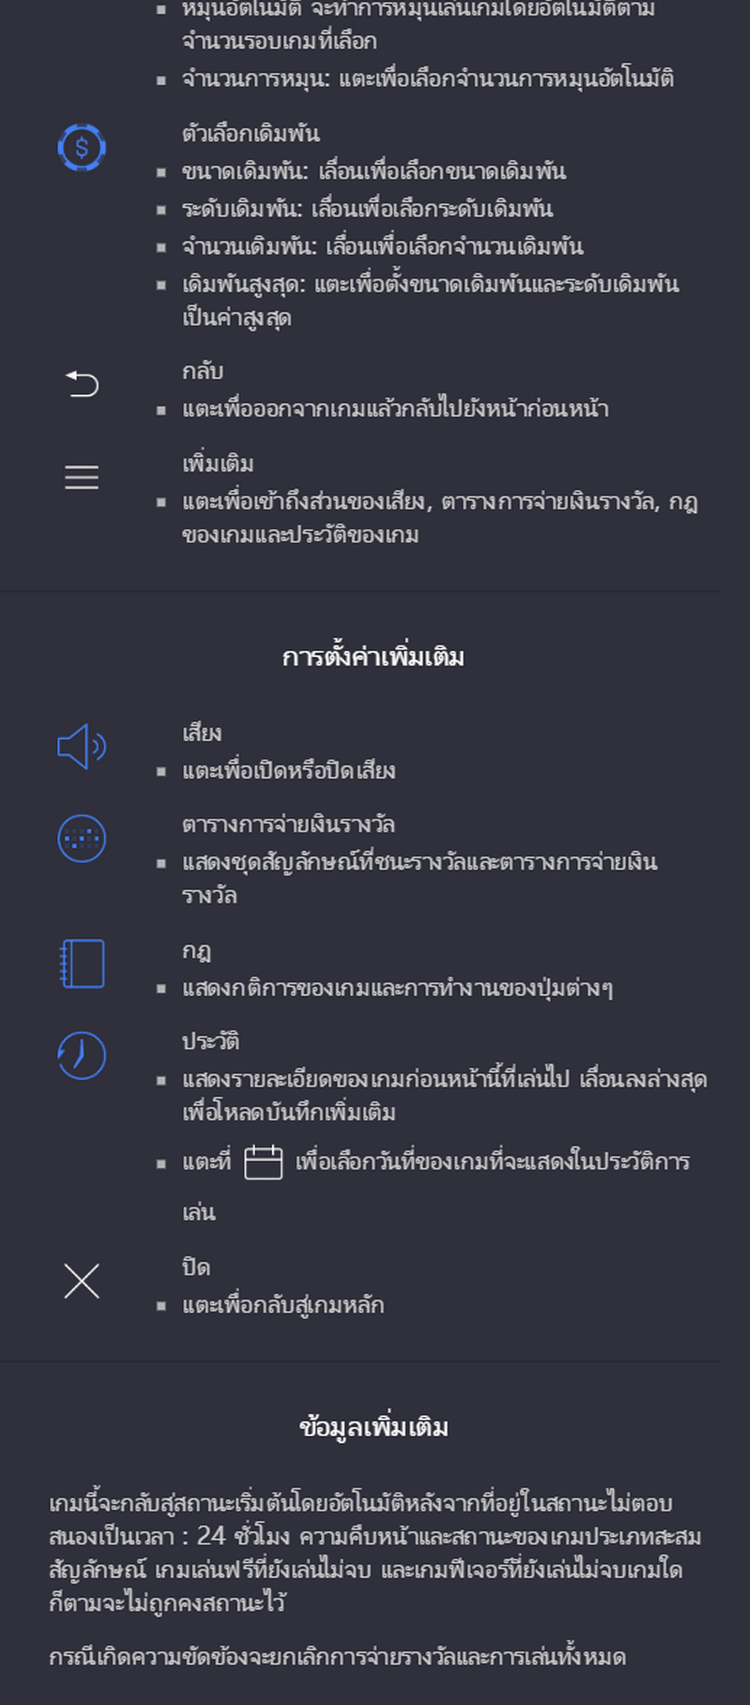 หมุนอัตโนมัติ จะทำการหมุนเล่นเกมโดยอัตโนมัติตาม
จำนวนรอบเกมที่เลือก
จำนวนการหมุน: แตะเพื่อเลือกจำนวนการหมุนอัตโนมัติ
ตัวเลือกเดิมพัน
ขนาดเดิมพัน: เลื่อนเพื่อเลือกขนาดเดิมพัน
ระดับเดิมพัน: เลื่อนเพื่อเลือกระดับเดิมพัน
จำนวนเดิมพัน: เลื่อนเพื่อเลือกจำนวนเดิมพัน
เดิมพันสูงสุด: แตะเพื่อตั้งขนาดเดิมพันและระดับเดิมพัน
เป็นค่าสูงสุด
กลับ
แตะเพื่อออกจากเกมแล้วกลับไปยังหน้าก่อนหน้า
เพิ่มเติม
แตะเพื่อเข้าถึงส่วนของเสียง, ตารางการจ่ายเงินรางวัล, กฎ
ของเกมและประวัติของเกม
การตั้งค่าเพิ่มเติม
เสียง
แตะเพื่อเปิดหรือปิดเสียง
ตารางการจ่ายเงินรางวัล
แสดงชุดสัญลักษณ์ที่ชนะรางวัลและตารางการจ่ายเงิน
รางวัล
กฎ
แสดงกติการของเกมและการทำงานของปุ่มต่างๆ
ประวัติ
แสดงรายละเอียดของเกมก่อนหน้านี้ที่เล่นไป เลื่อนลงล่างสุด
เพื่อโหลดบันทึกเพิ่มเติม
แตะที่ เพื่อเลือกวันที่ของเกมที่จะแสดงในประวัติการ
เล่น
ปิด
แตะเพื่อกลับสู่เกมหลัก
ข้อมูลเพิ่มเติม
เกมนี้จะกลับสู่สถานะเริ่มต้นโดยอัตโนมัติหลังจากที่อยู่ในสถานะไม่ตอบ
สนองเป็นเวลา : 24 ชั่วโมง ความคืบหน้าและสถานะของเกมประเภทสะสม
สัญลักษณ์ เกมเล่นฟรีที่ยังเล่นไม่จบ และเกมฟีเจอร์ที่ยังเล่นไม่จบเกมใด
ก็ตามจะไม่ถูกคงสถานะไว้
กรณีเกิดความขัดข้องจะยกเลิกการจ่ายรางวัลและการเล่นทั้งหมด